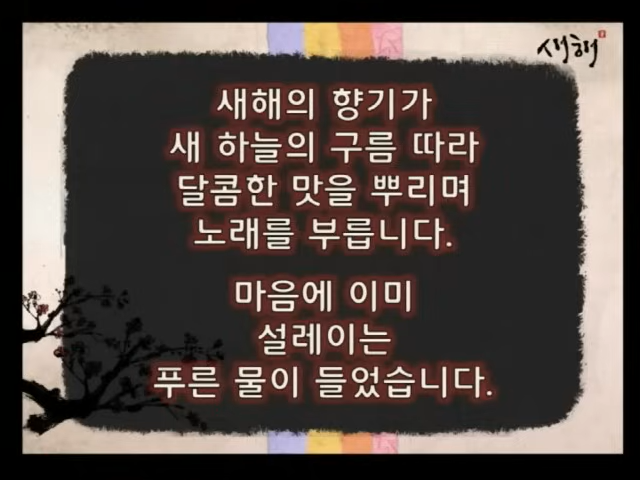 새해
새해의 향기가
새 하늘의 구름 따라
달콤한 맛을 뿌리며
노래를 부릅니다.
마음에 이미
설레이는
푸른 물이 들었습니다.